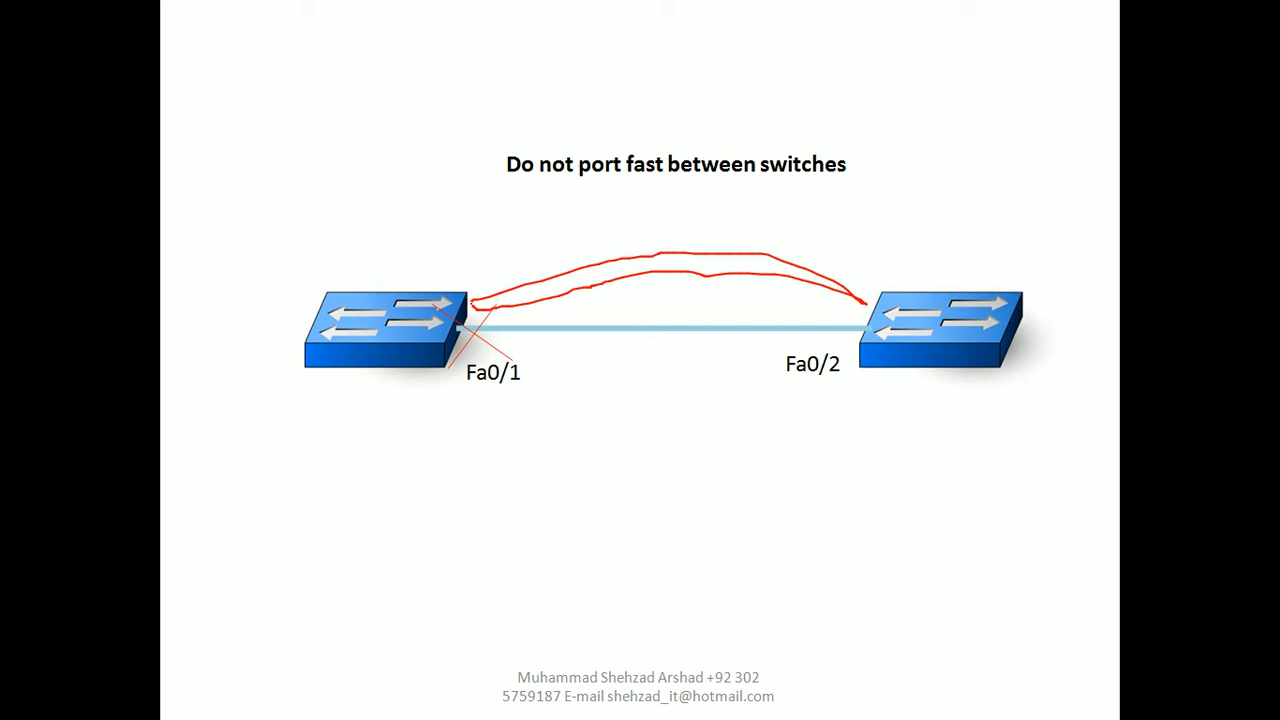 Do not port fast between switches
Fa0/1
Fa0/2
Muhammad Shehzad Arshad +92 302
5759187 E-mail shehzad_it@hotmail.com